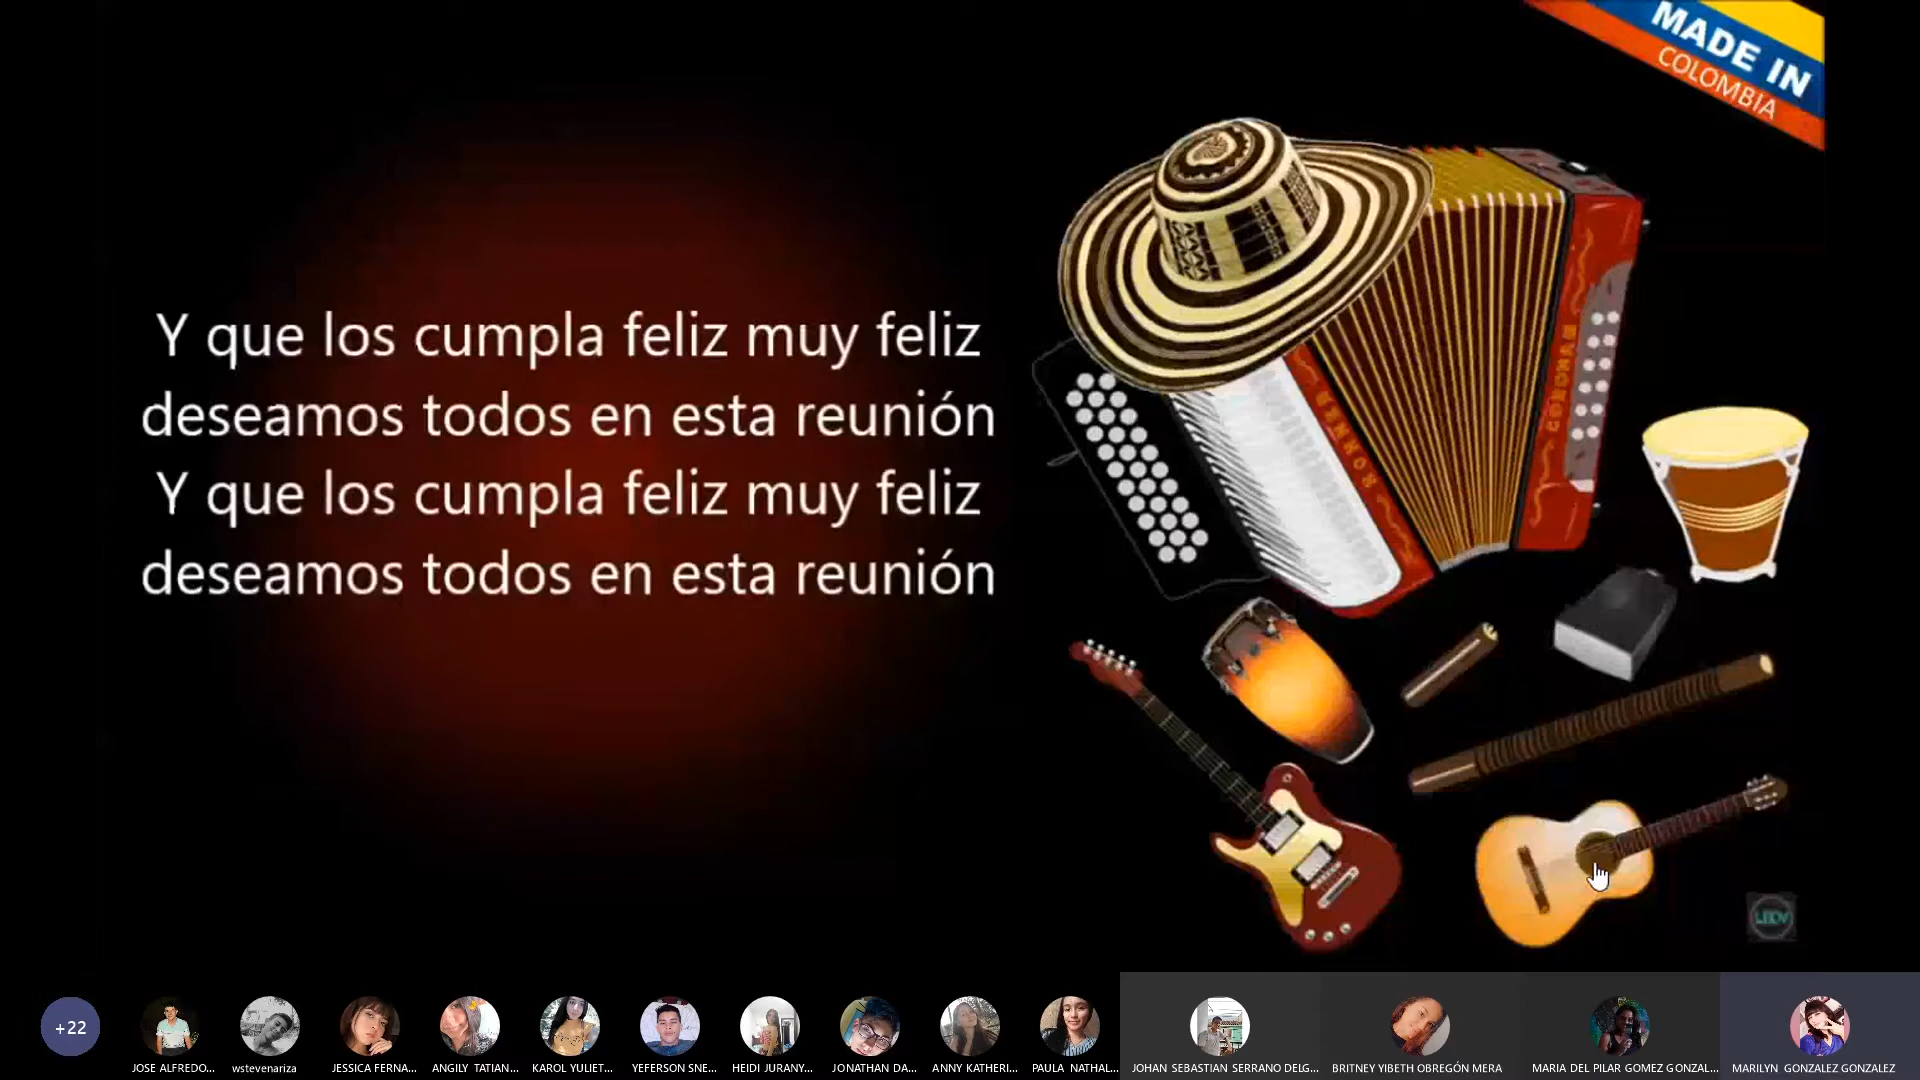 MADE IN
COLOMBIA
Y que los cumpla feliz muy feliz
deseamos todos en esta reunión
Y que los cumpla feliz muy feliz
deseamos todos en esta reunión
HOHNER
CORONA III
+22
JOSE ALFREDO...
wstevenariza
JESSICA FERNA...
ANGILY TATIAN...
KAROL YULIET...
YEFERSON SNE...
HEIDI JURANY...
JONATHAN DA...
ANNY KATHERI...
PAULA NATHAL...
JOHAN SEBASTIAN SERRANO DELG...
BRITNEY YIBETH OBREGÓN MERA
MARIA DEL PILAR GOMEZ GONZAL...
MARILYN GONZALEZ GONZALEZ